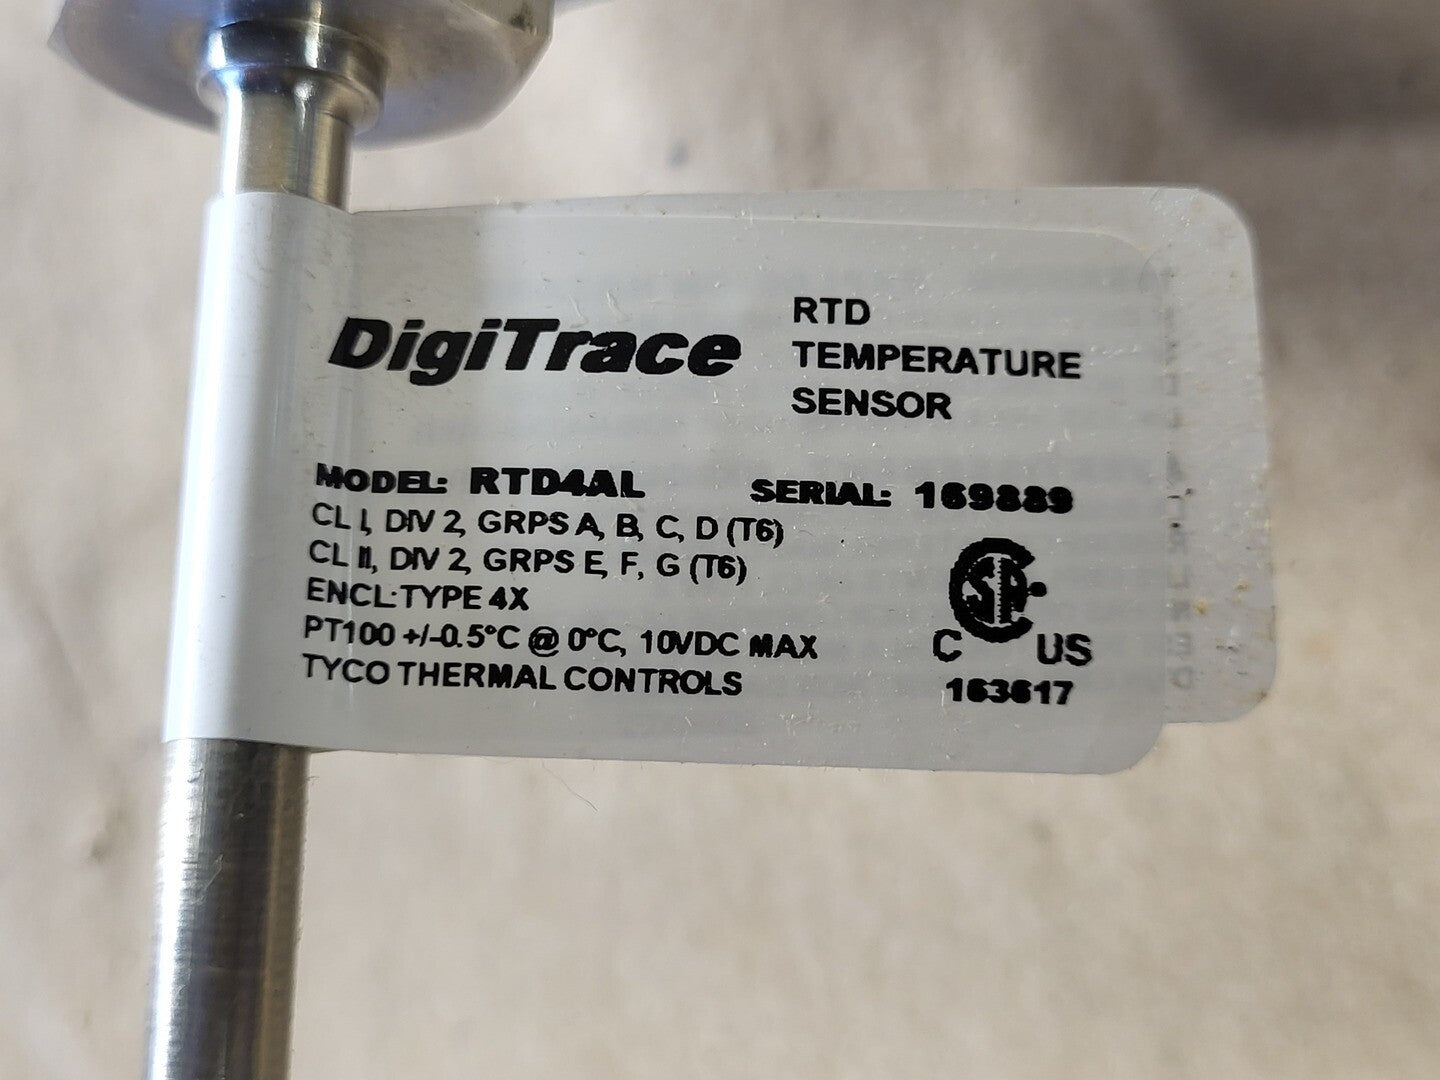 DigiTrace
RTD
TEMPERATURE
SENSOR
MODEL: RTD4AL SERIAL: 169889
CL I, DIV 2, GRPS A, B, C, D (T6)
CL II, DIV 2, GRPS E, F, G (T6)
ENCL·TYPE 4X
PT100 +/-0.5°C @ 0°C, 10VDC MAX
TYCO THERMAL CONTROLS
C US
163617